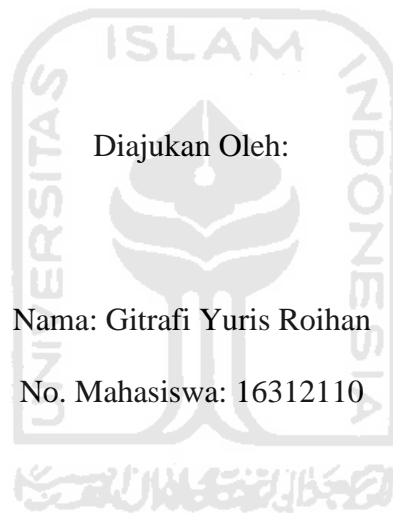 ISLAM
UNIVERSITAS
INDONESIA
Diajukan Oleh:
Nama: Gitrafi Yuris Roihan
No. Mahasiswa: 16312110